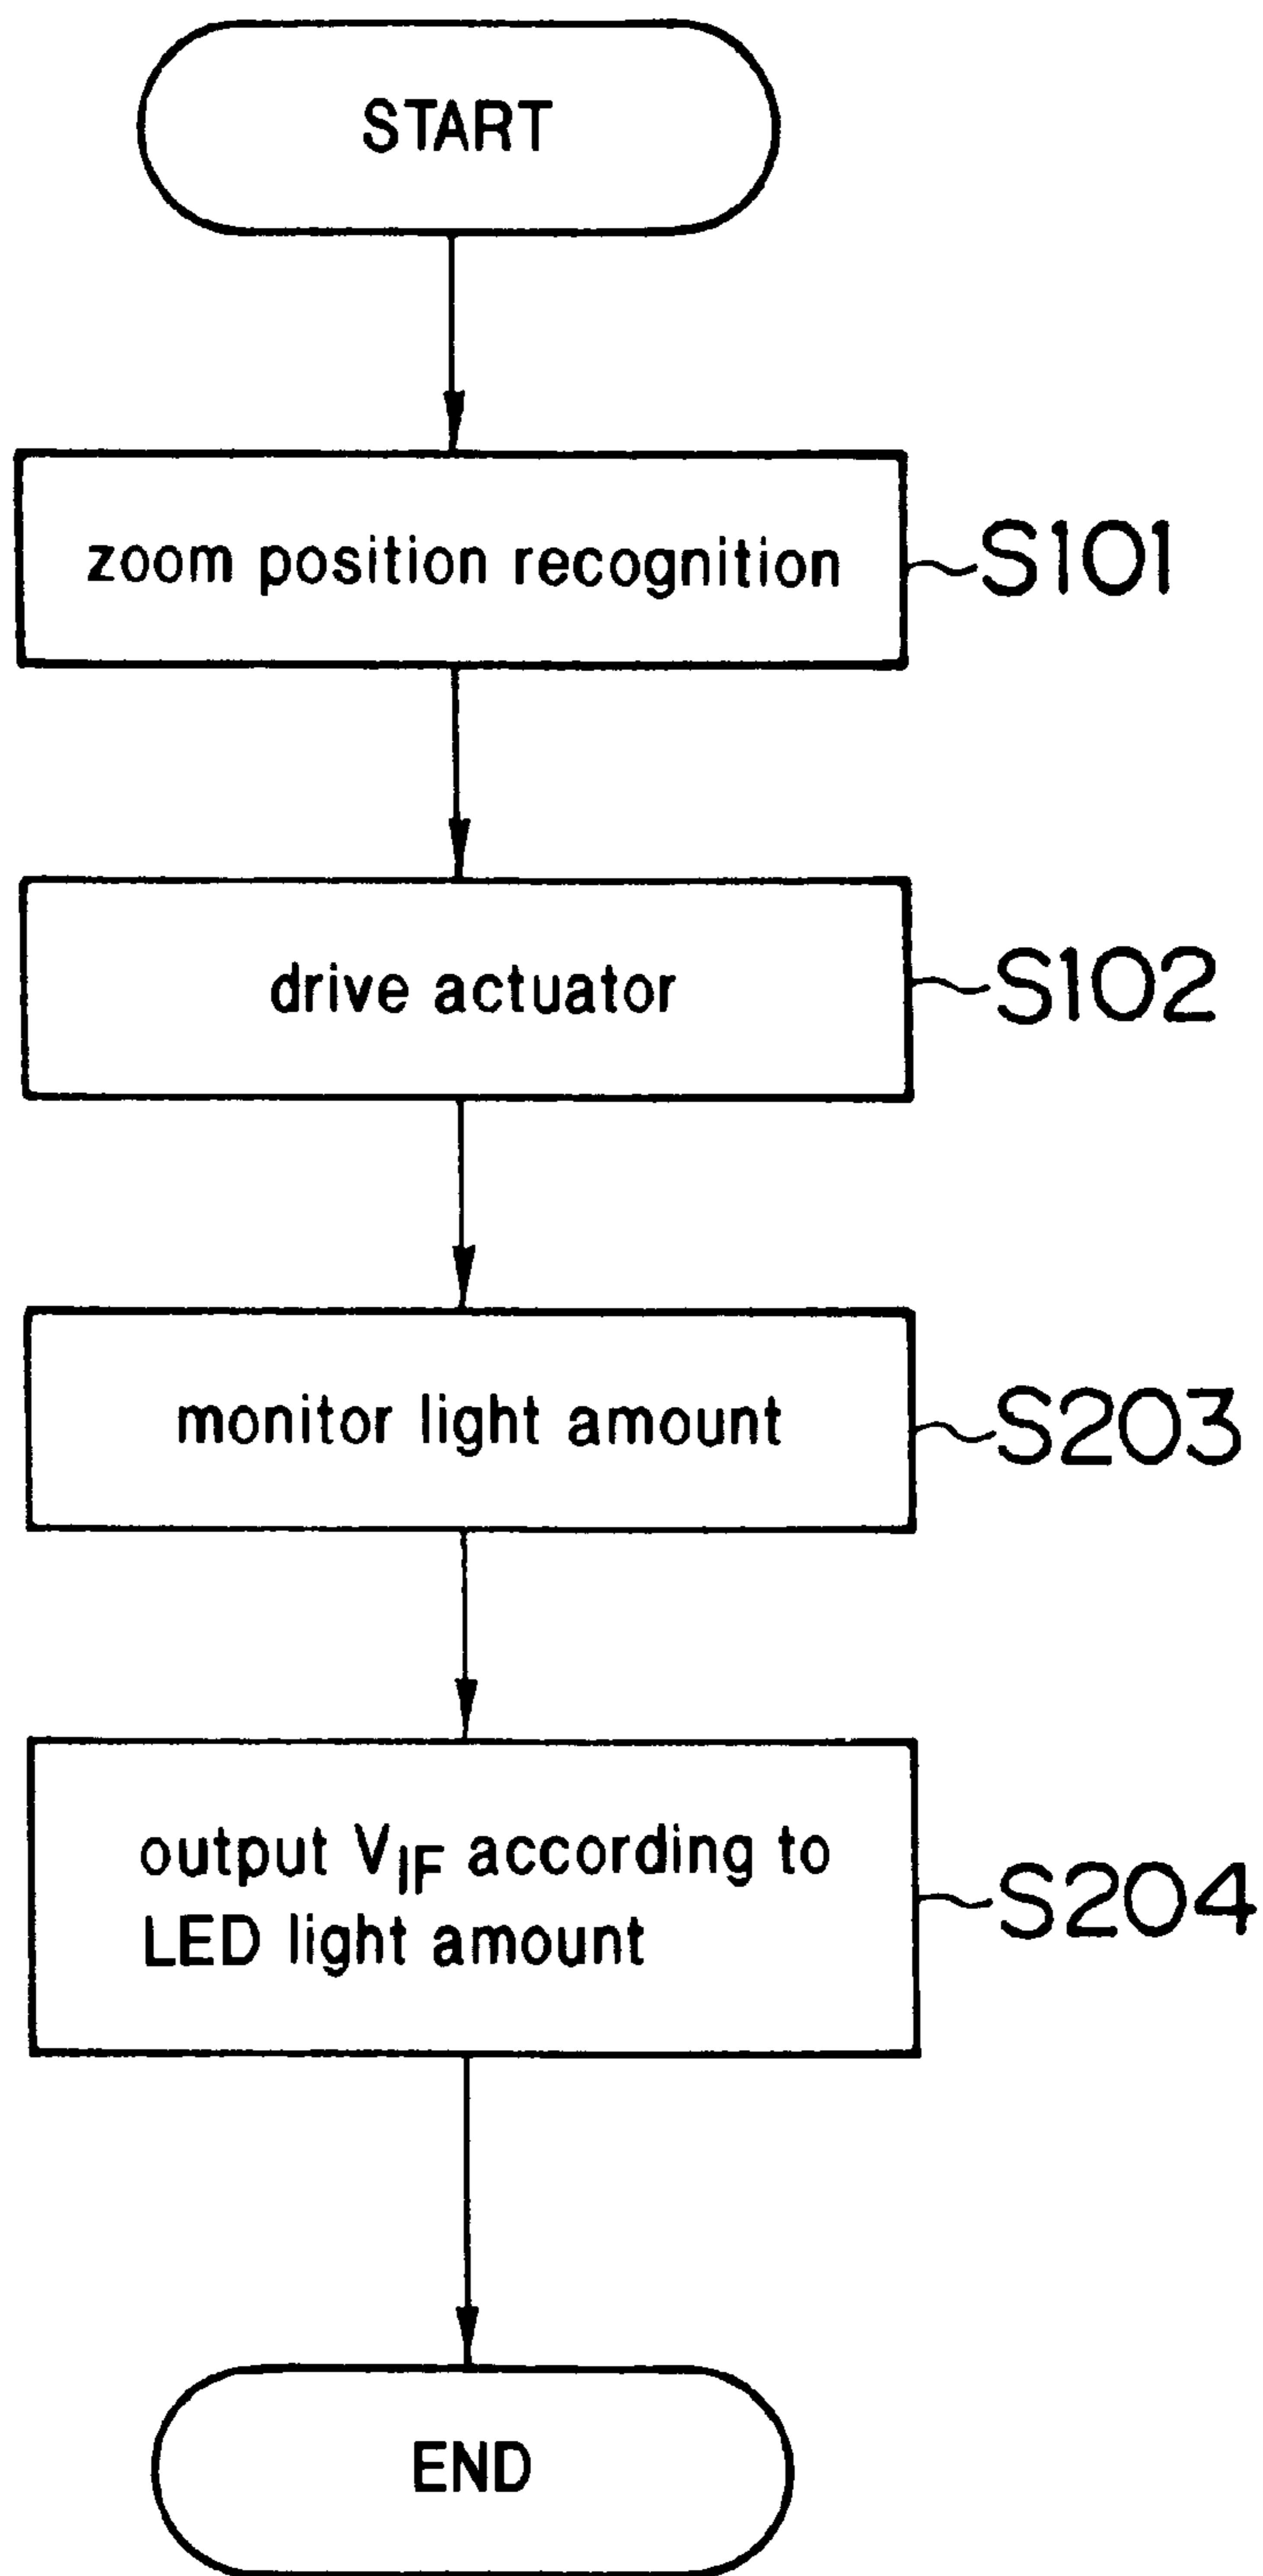 START
zoom position recognition
S101
drive actuator
S102
monitor light amount
S203
output VIF according to
LED light amount
S204
END